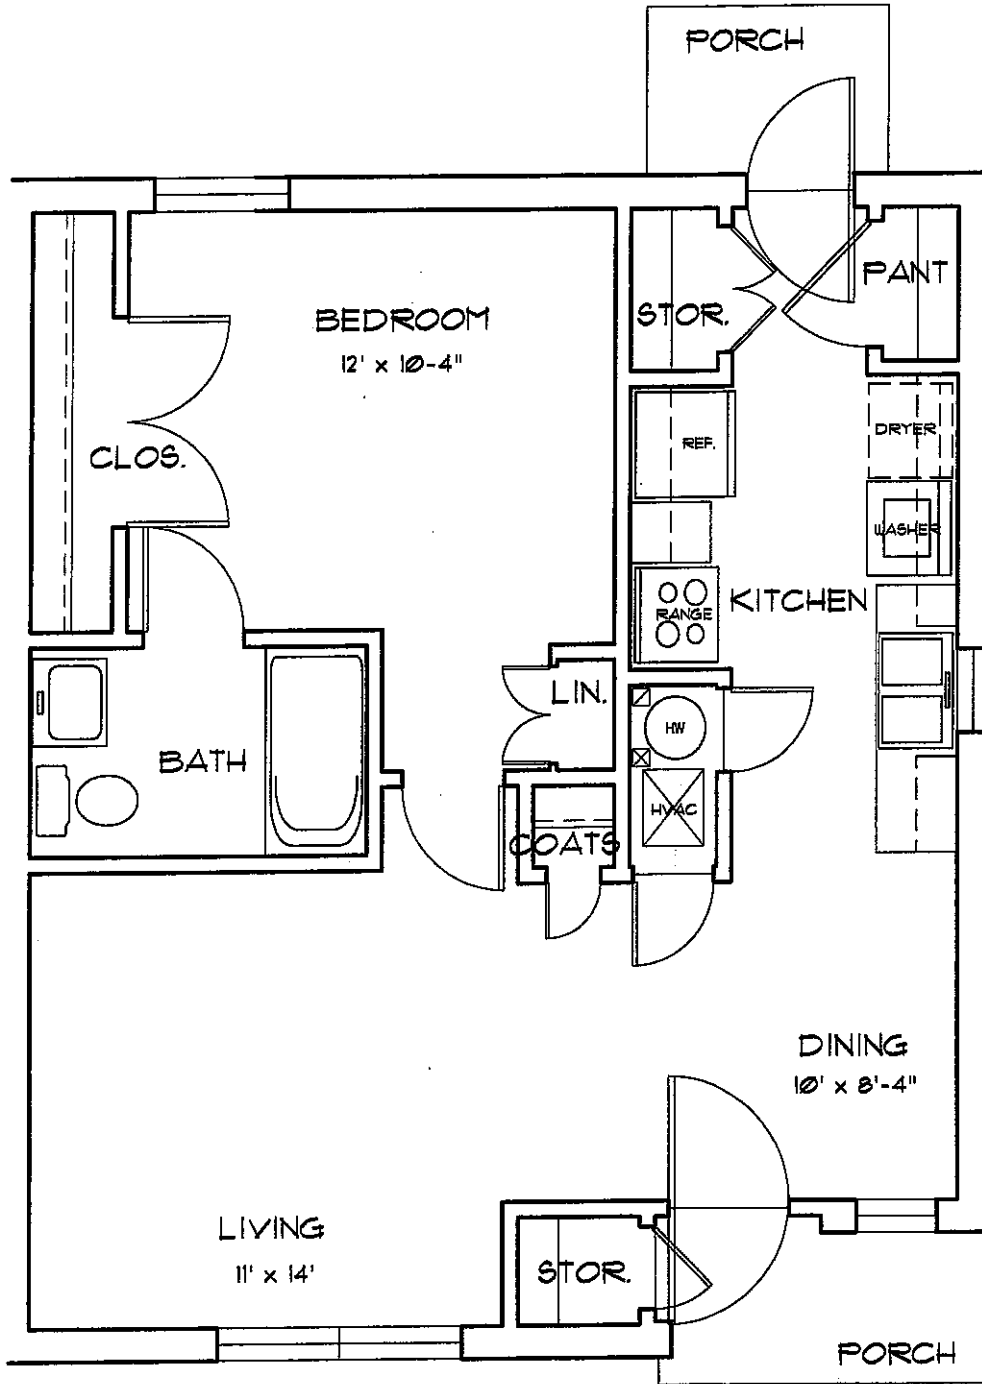 PORCH
BEDROOM
12' x 10-4"
STOR.
PANT
CLOS.
REF.
DRYER
WASHER
RANGE
KITCHEN
LIN.
HW
BATH
HVAC
COATS
DINING
10' x 8'-4"
LIVING
11' x 14'
STOR.
PORCH